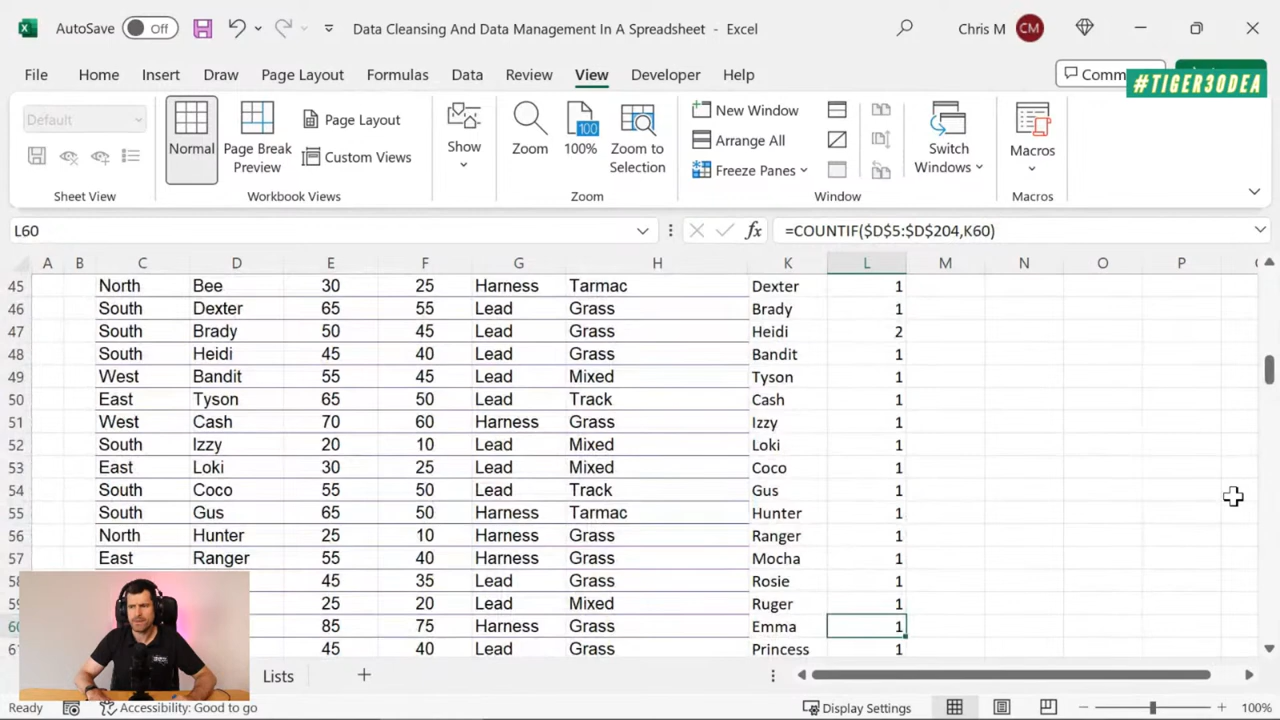 AutoSave Off Data Cleansing And Data Management In A Spreadsheet - Excel Chris M CM
File Home Insert Draw Page Layout Formulas Data Review View Developer Help
#TIGER30DEA
Default
Normal
Page Break Preview
Page Layout
Custom Views
Show
Zoom
100
100%
Zoom to Selection
New Window
Arrange All
Freeze Panes
Switch Windows
Macros
Sheet View Workbook Views Zoom Window Macros
L60 fx =COUNTIF($D$5:$D$204,K60)
A B C D E F G H K L M N O P
45 North Bee 30 25 Harness Tarmac Dexter 1
46 South Dexter 65 55 Lead Grass Brady 1
47 South Brady 50 45 Lead Grass Heidi 2
48 South Heidi 45 40 Lead Grass Bandit 1
49 West Bandit 55 45 Lead Mixed Tyson 1
50 East Tyson 65 50 Lead Track Cash 1
51 West Cash 70 60 Harness Grass Izzy 1
52 South Izzy 20 10 Lead Mixed Loki 1
53 East Loki 30 25 Lead Mixed Coco 1
54 South Coco 55 50 Lead Track Gus 1
55 South Gus 65 50 Harness Tarmac Hunter 1
56 North Hunter 25 10 Harness Grass Ranger 1
57 East Ranger 55 40 Harness Grass Mocha 1
58 45 35 Lead Grass Rosie 1
59 25 20 Lead Mixed Ruger 1
60 85 75 Harness Grass Emma 1
61 45 40 Lead Grass Princess 1
Lists
Ready Accessibility: Good to go Display Settings 100%